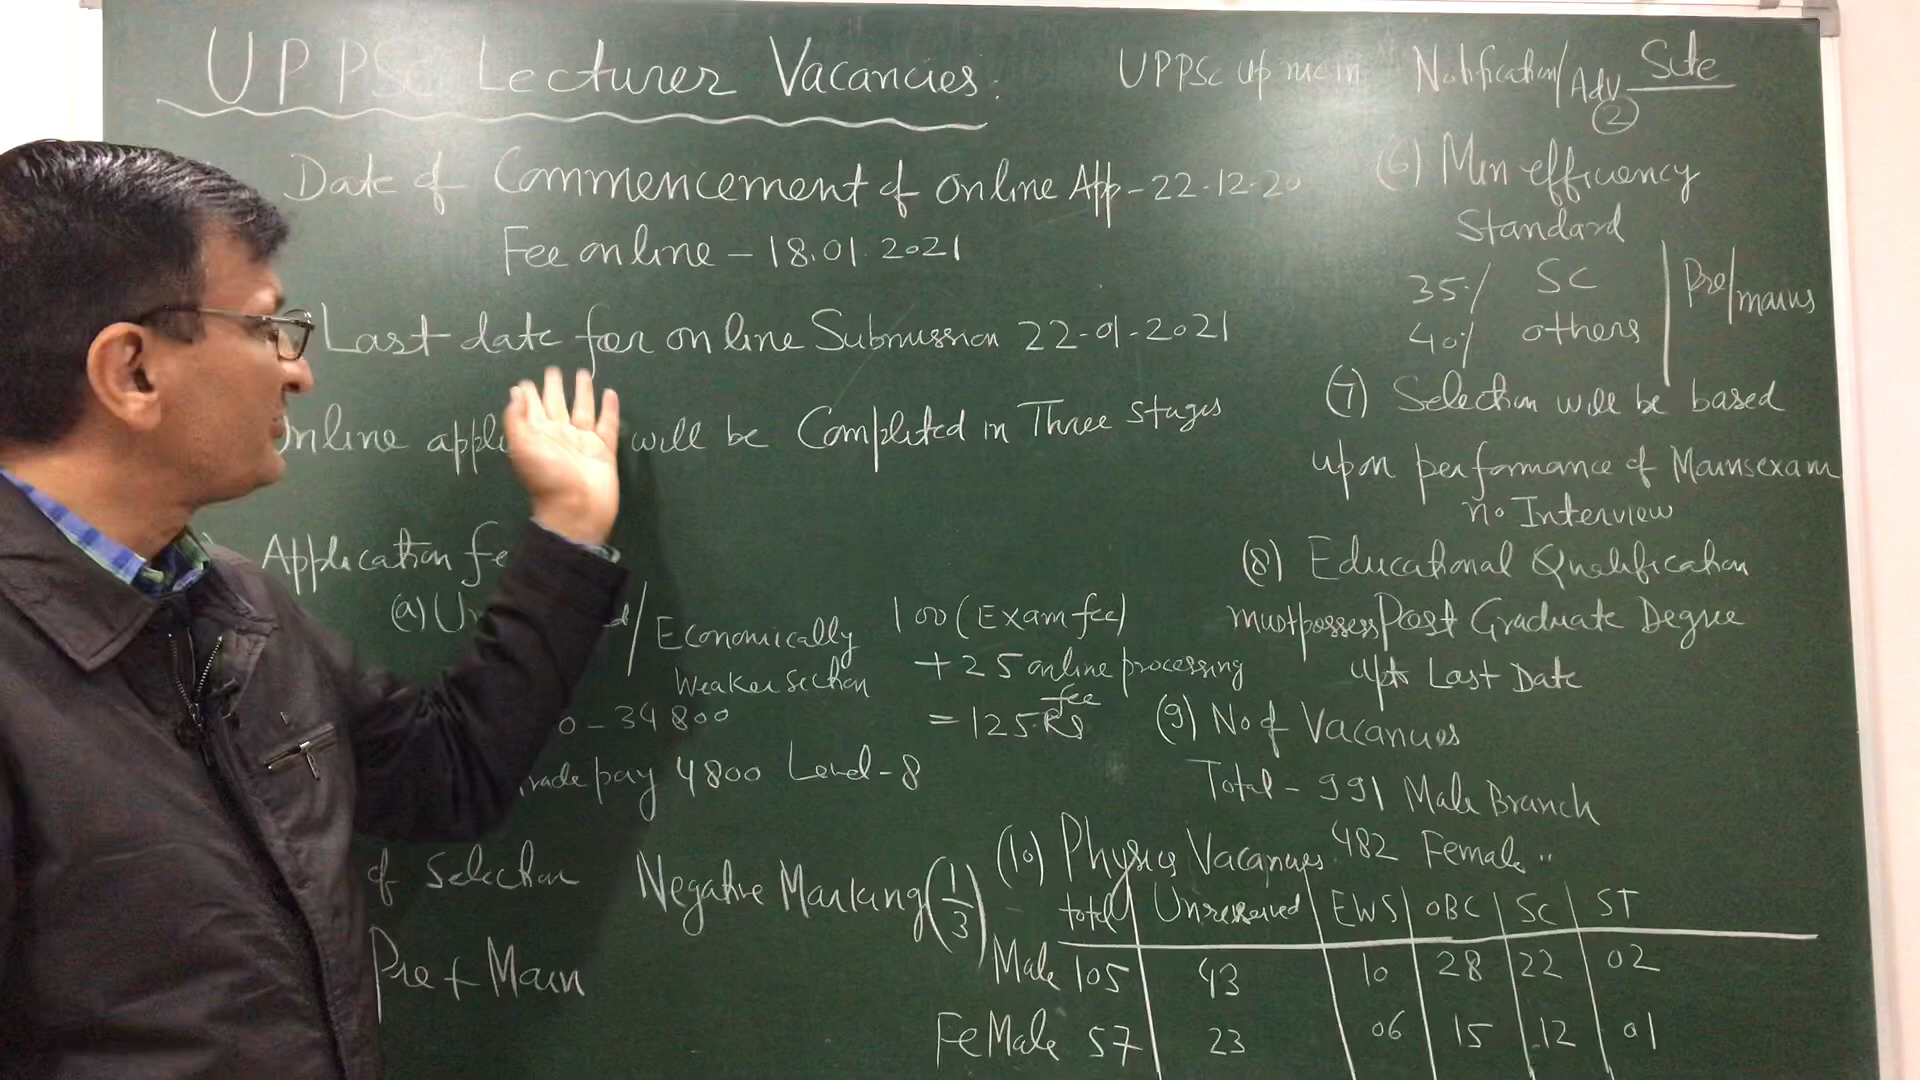 UPPSC Lecturer Vacancies:
UPPSC up nic in Notification/Adv Site
2
Date of Commencement of online App - 22.12.20
Fee online - 18.01.2021
Last date for online Submission 22-01-2021
Online will be Completed in Three stages
Application fe
(a) Un / Economically
Weaker section
100 (Exam fee)
+ 25 online processing
fee
= 125 Rs
0 - 34800
rade pay 4800 Level - 8
of Selection
Negative Marking (1/3)
Pre + Main
(6) Min efficiency
Standard
35% SC
40% others
Pre/mains
(7) Selection will be based
upon performance of Mains exam
no Interview
(8) Educational Qualification
must possess Post Graduate Degree
upto Last Date
(9) No of Vacancies
Total - 991 Male Branch
482 Female "
(10) Physics Vacancies
total Unreserved EWS OBC SC ST
Male 105 43 10 28 22 02
FeMale 57 23 06 15 12 01